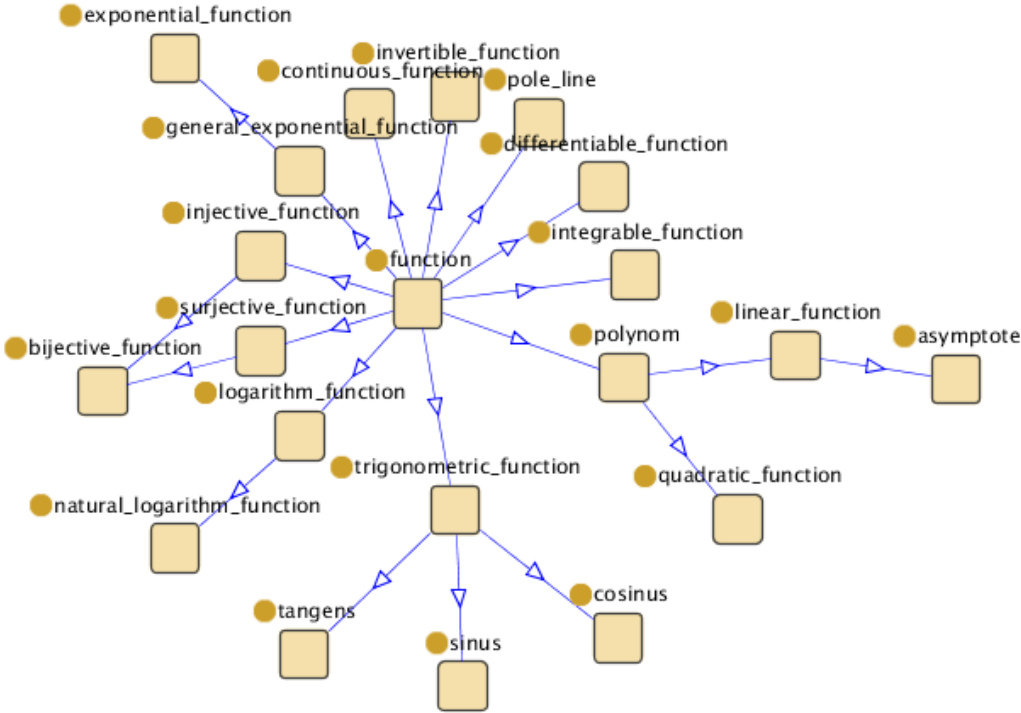 exponential_function
invertible_function
continuous_function
pole_line
general_exponential_function
differentiable_function
injective_function
integrable_function
function
surjective_function
linear_function
polynom
asymptote
bijective_function
logarithm_function
trigonometric_function
quadratic_function
natural_logarithm_function
cosinus
tangens
sinus